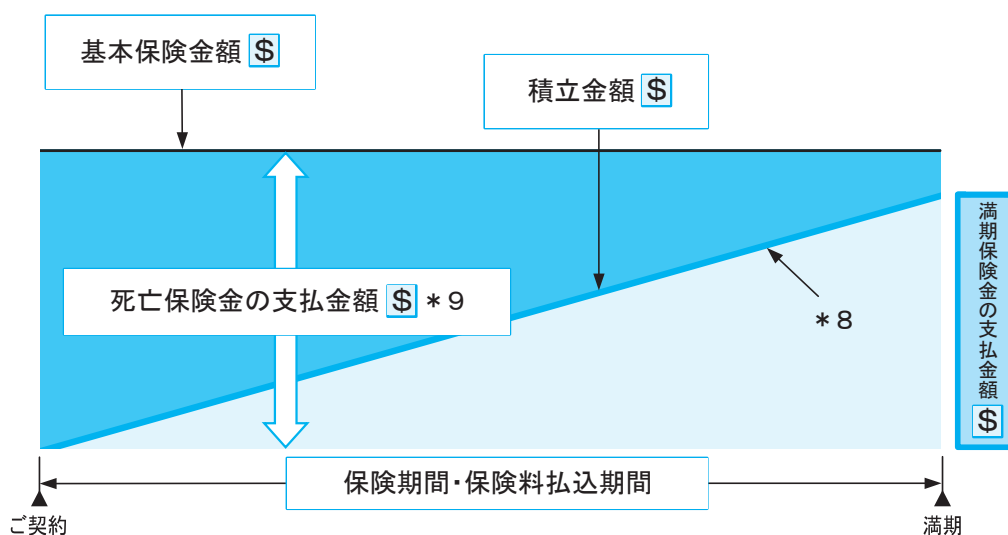 基本保険金額 $
積立金額 $
死亡保険金の支払金額 $ *9
*8
満期保険金の支払金額 $
保険期間・保険料払込期間
ご契約
満期